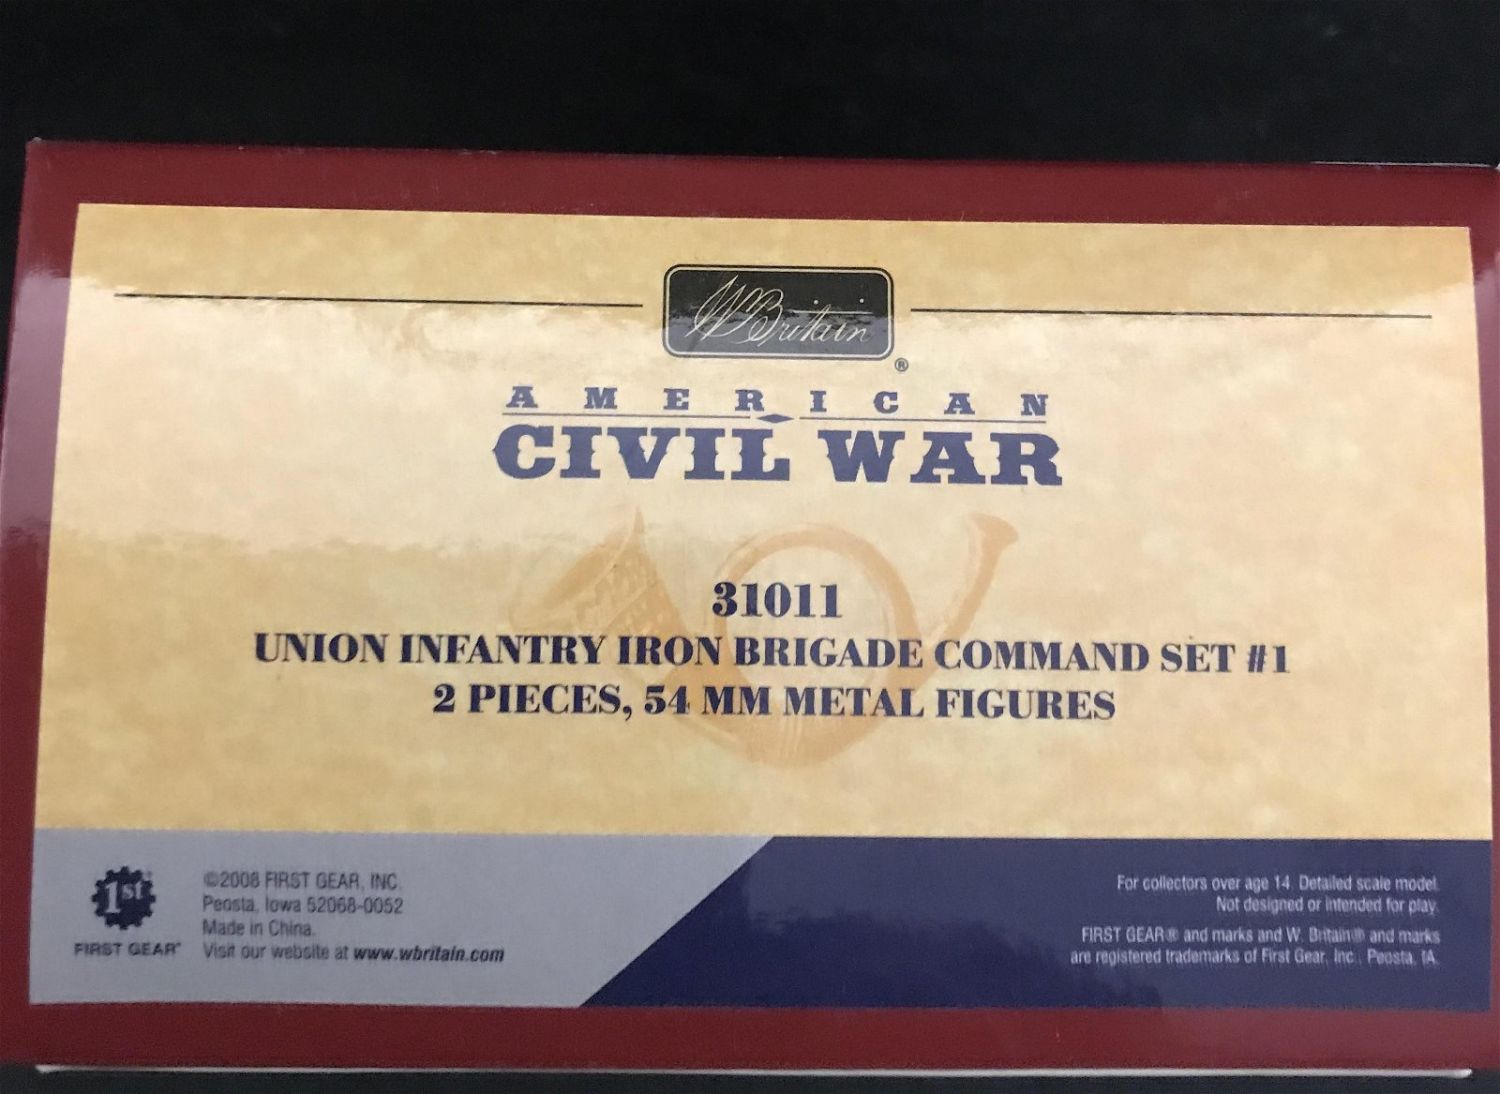 W Britain®
AMERICAN
CIVIL WAR
31011
UNION INFANTRY IRON BRIGADE COMMAND SET #1
2 PIECES, 54 MM METAL FIGURES
1st
FIRST GEAR®
©2008 FIRST GEAR, INC.
Peosta, Iowa 52068-0052
Made in China.
Visit our website at www.wbritain.com
For collectors over age 14. Detailed scale model.
Not designed or intended for play.
FIRST GEAR® and marks and W. Britain® and marks
are registered trademarks of First Gear, Inc., Peosta, IA.